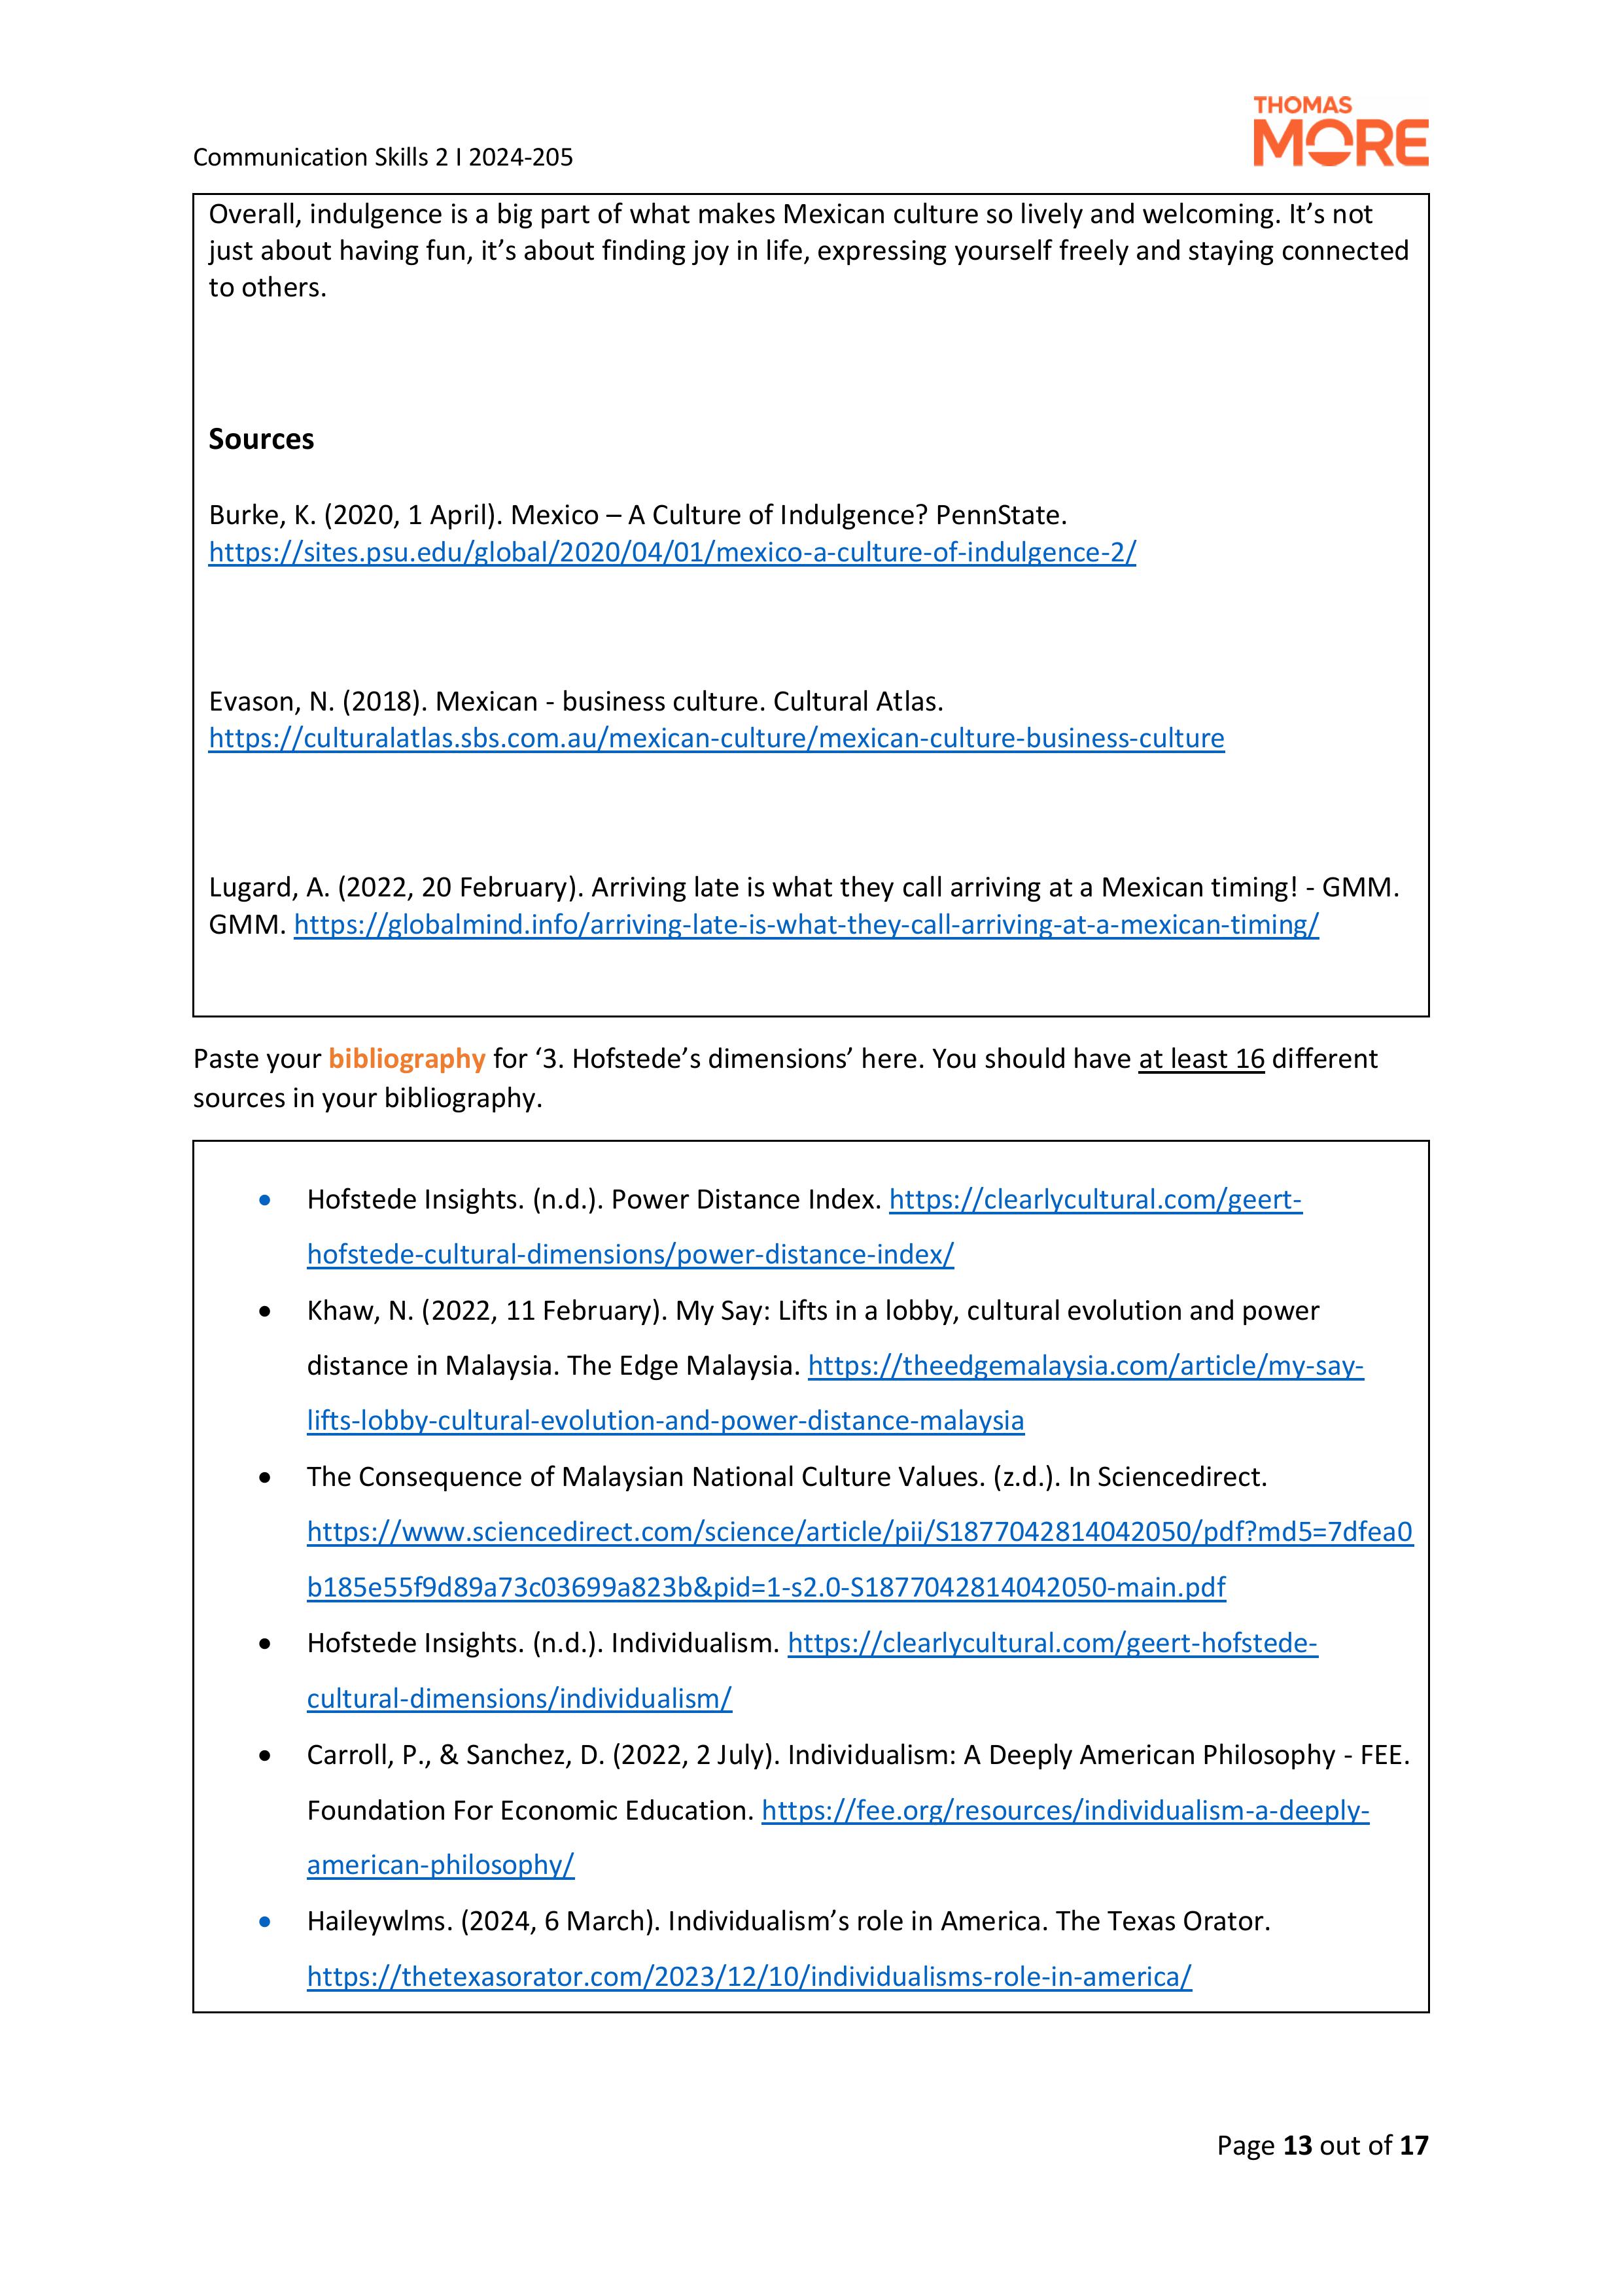 THOMAS
MORE
Communication Skills 2 I 2024-205
Overall, indulgence is a big part of what makes Mexican culture so lively and welcoming. It’s not
just about having fun, it’s about finding joy in life, expressing yourself freely and staying connected
to others.
Sources
Burke, K. (2020, 1 April). Mexico – A Culture of Indulgence? PennState.
https://sites.psu.edu/global/2020/04/01/mexico-a-culture-of-indulgence-2/
Evason, N. (2018). Mexican - business culture. Cultural Atlas.
https://culturalatlas.sbs.com.au/mexican-culture/mexican-culture-business-culture
Lugard, A. (2022, 20 February). Arriving late is what they call arriving at a Mexican timing! - GMM.
GMM. https://globalmind.info/arriving-late-is-what-they-call-arriving-at-a-mexican-timing/
Paste your bibliography for ‘3. Hofstede’s dimensions’ here. You should have at least 16 different
sources in your bibliography.
• Hofstede Insights. (n.d.). Power Distance Index. https://clearlycultural.com/geert-
hofstede-cultural-dimensions/power-distance-index/
• Khaw, N. (2022, 11 February). My Say: Lifts in a lobby, cultural evolution and power
distance in Malaysia. The Edge Malaysia. https://theedgemalaysia.com/article/my-say-
lifts-lobby-cultural-evolution-and-power-distance-malaysia
• The Consequence of Malaysian National Culture Values. (z.d.). In Sciencedirect.
https://www.sciencedirect.com/science/article/pii/S1877042814042050/pdf?md5=7dfea0
b185e55f9d89a73c03699a823b&pid=1-s2.0-S1877042814042050-main.pdf
• Hofstede Insights. (n.d.). Individualism. https://clearlycultural.com/geert-hofstede-
cultural-dimensions/individualism/
• Carroll, P., & Sanchez, D. (2022, 2 July). Individualism: A Deeply American Philosophy - FEE.
Foundation For Economic Education. https://fee.org/resources/individualism-a-deeply-
american-philosophy/
• Haileywlms. (2024, 6 March). Individualism’s role in America. The Texas Orator.
https://thetexasorator.com/2023/12/10/individualisms-role-in-america/
Page 13 out of 17